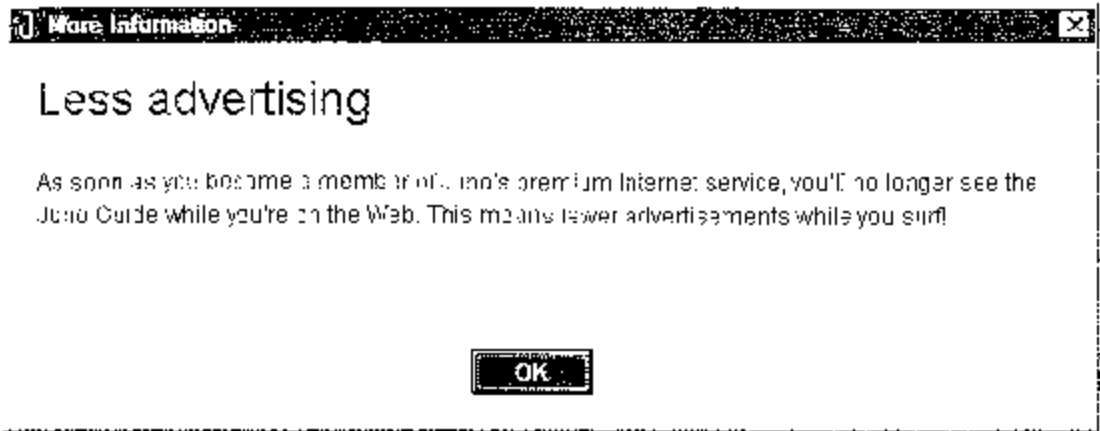 More Information
Less advertising
As soon as you become a member of Juno's premium Internet service, you'll no longer see the
Juno Guide while you're on the Web. This means fewer advertisements while you surf!
OK